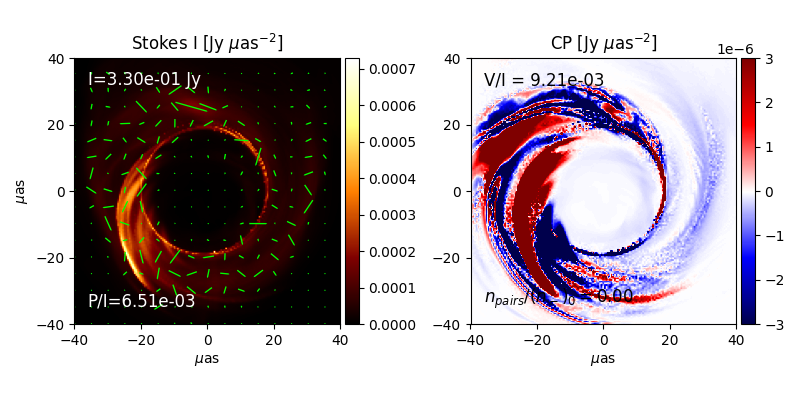 Stokes I [Jy μas⁻²]
I=3.30e-01 Jy
P/I=6.51e-03
40
20
0
−20
−40
μas
−40 −20 0 20 40
μas
0.0007
0.0006
0.0005
0.0004
0.0003
0.0002
0.0001
0.0000
CP [Jy μas⁻²]
1e−6
V/I = 9.21e-03
40
20
0
−20
−40
−40 −20 0 20 40
μas
3
2
1
0
−1
−2
−3